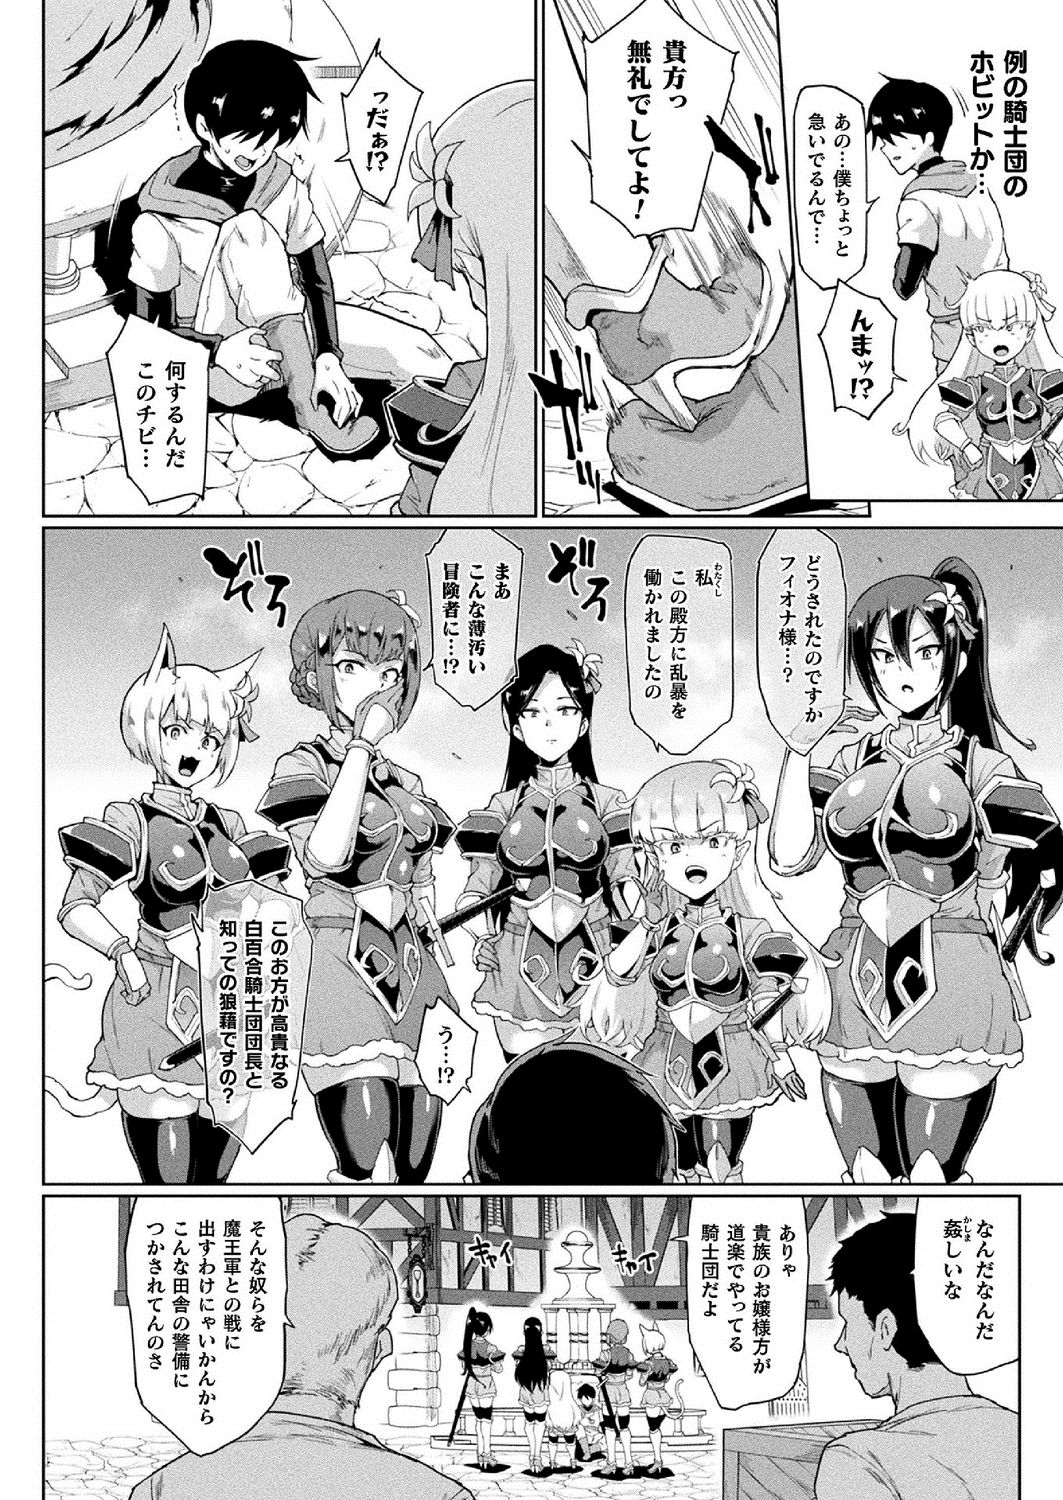 例の騎士団の
ホビットか…
あの…僕ちょっと
急いでるんで…
んまッ!?
貴方っ
無礼でしてよ！
っだぁ!?
何するんだ
このチビ…
どうされたのですか
フィオナ様…？
私
わたくし
この殿方に乱暴を
働かれましたの
まあ
こんな薄汚い
冒険者に…!?
ぞろ
ぞろ
このお方が高貴なる
白百合騎士団団長と
知っての狼藉ですの？
う…!?
なんだなんだ
姦しいな
かしま
ありゃ
貴族のお嬢様方が
道楽でやってる
騎士団だよ
キャイ
キャイ
そんな奴らを
魔王軍との戦に
出すわけにゃいかんから
こんな田舎の警備に
つかされてんのさ